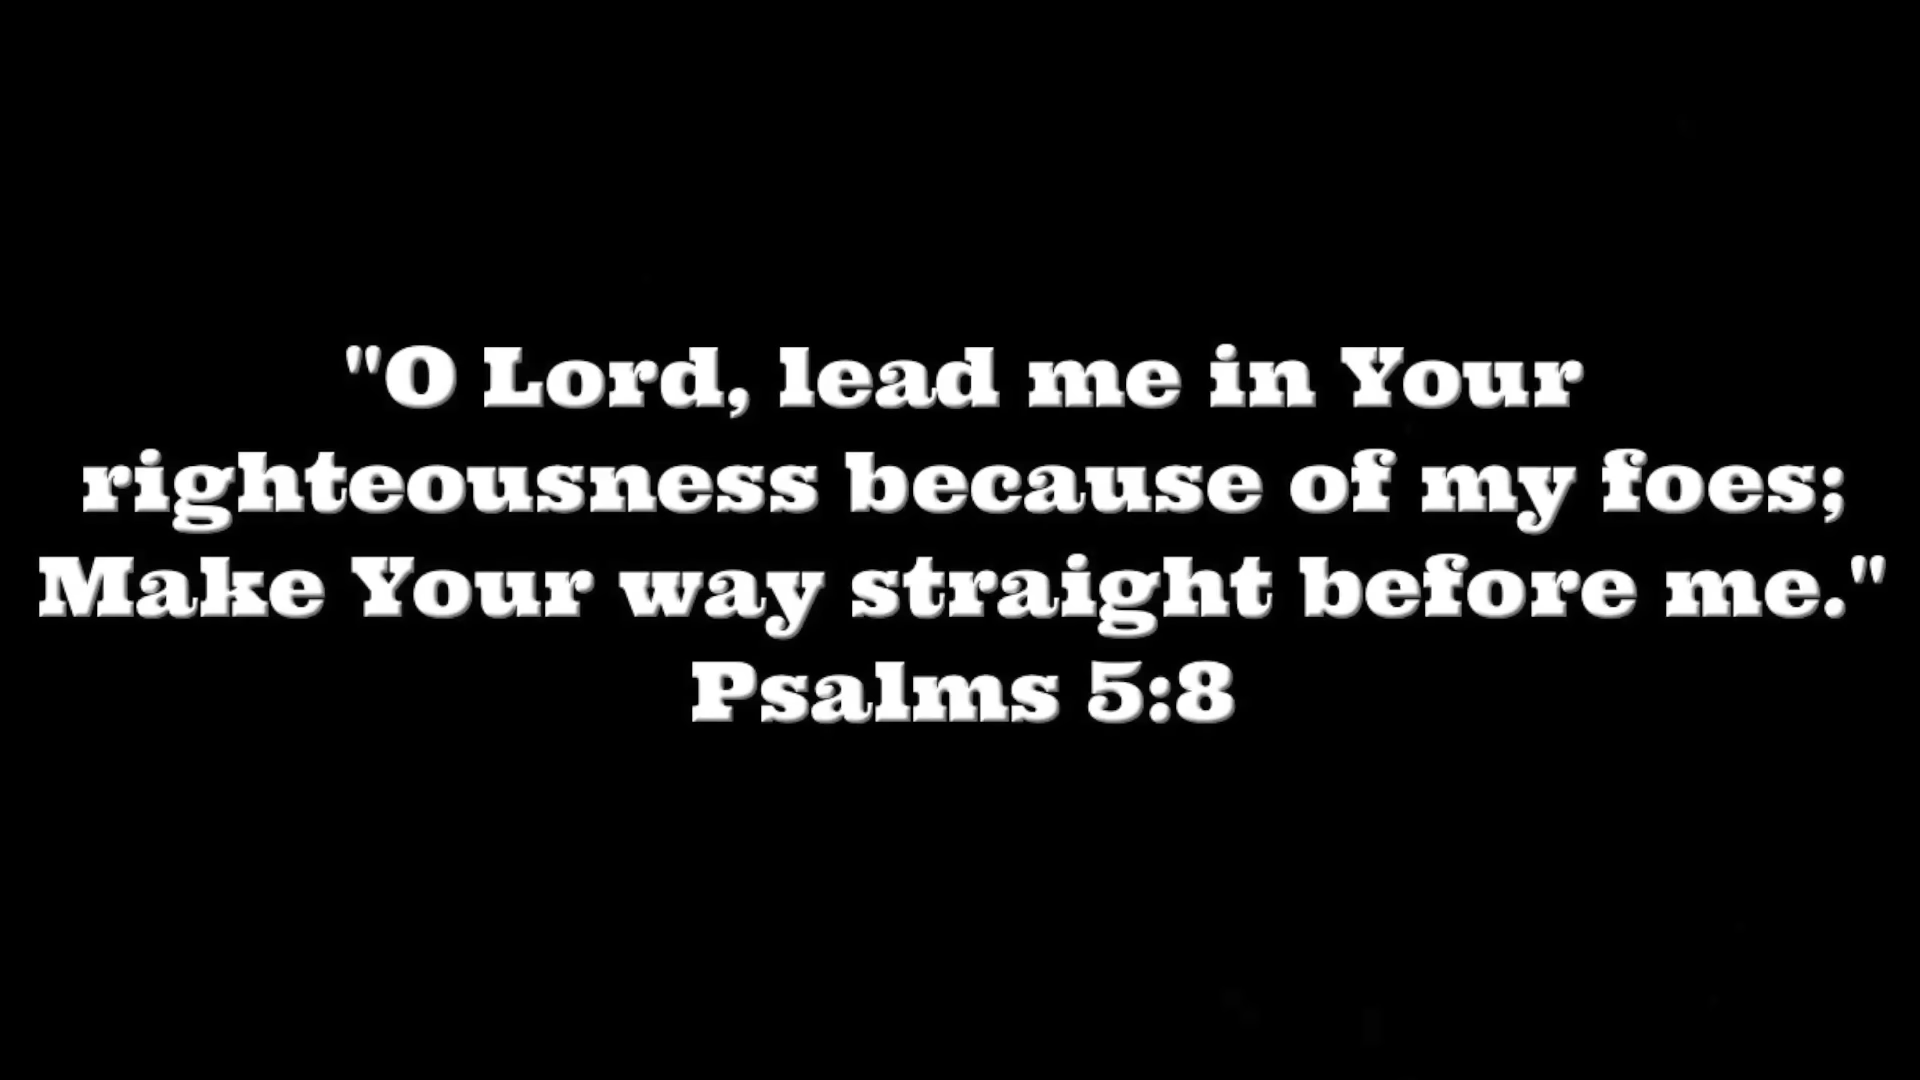 "O Lord, lead me in Your
righteousness because of my foes;
Make Your way straight before me."
Psalms 5:8